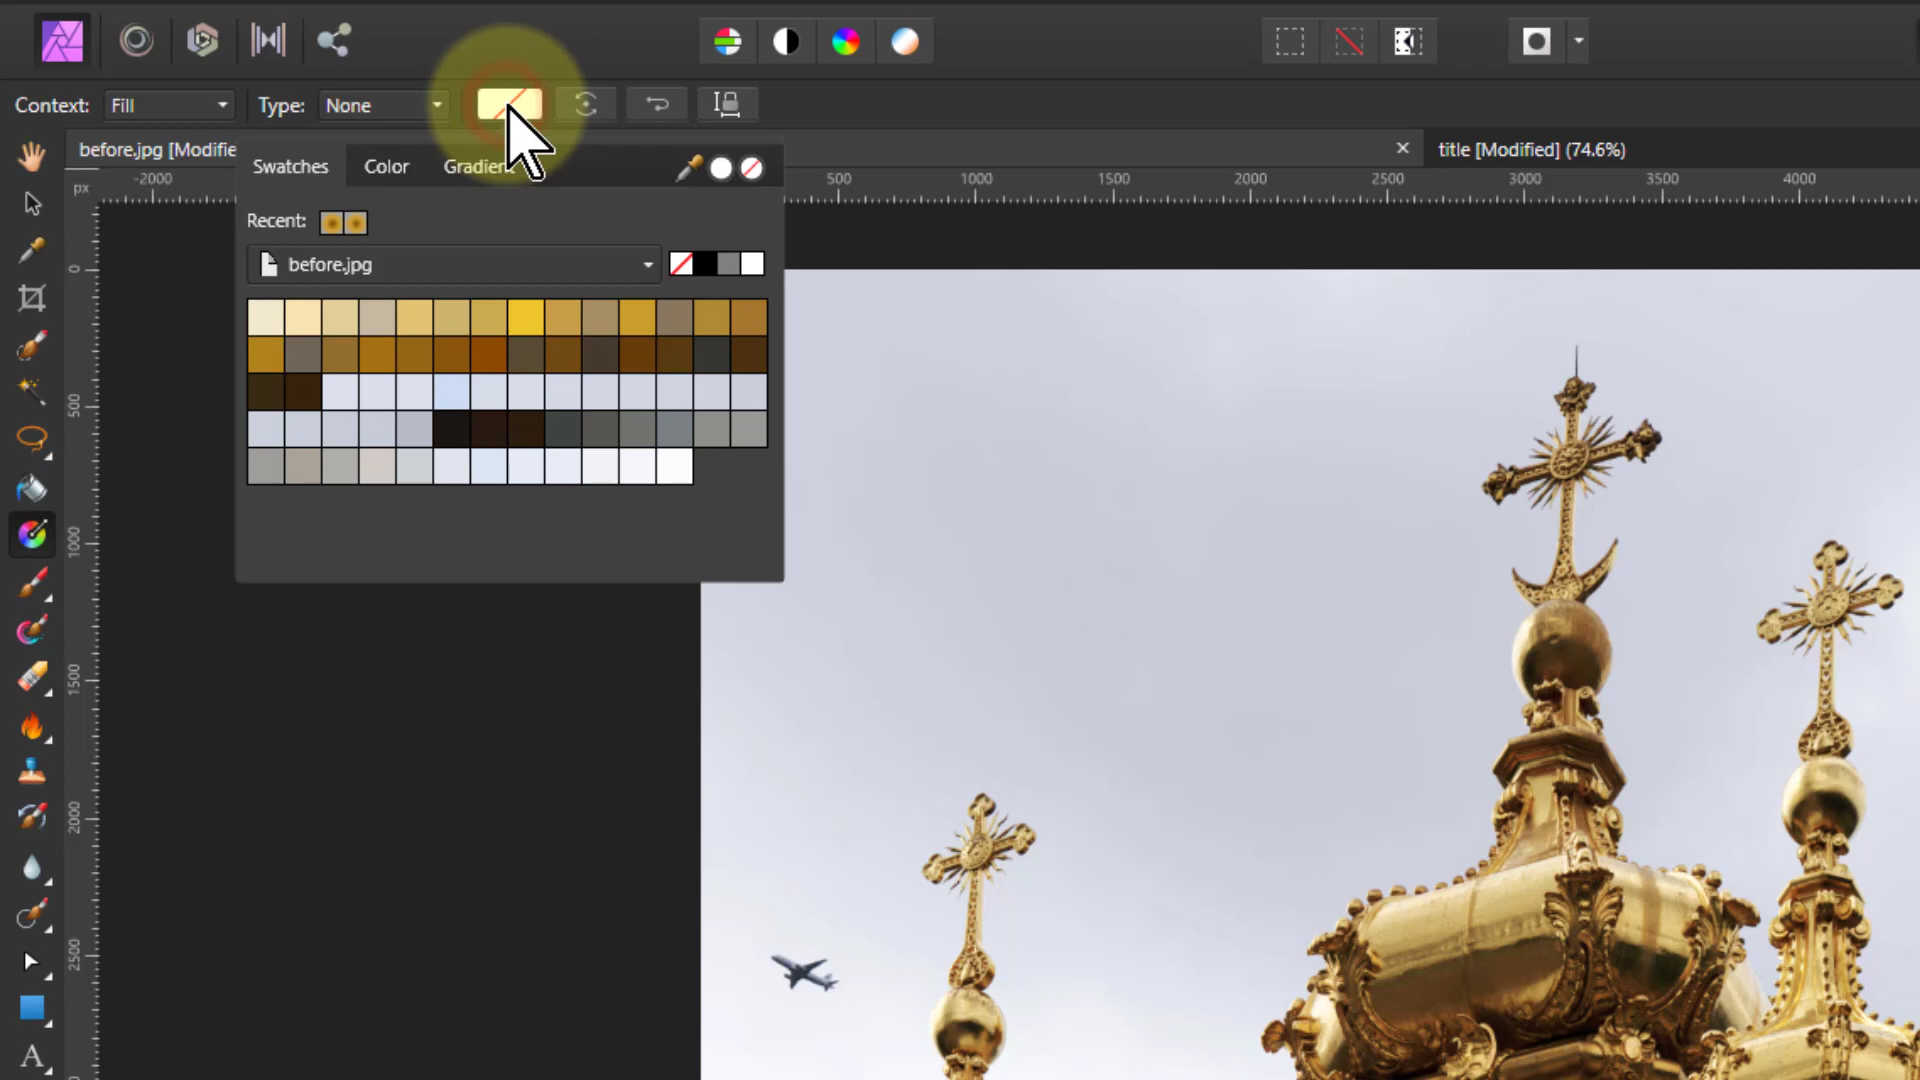 Context: Fill Type: None
before.jpg [Modifie
title [Modified] (74.6%)
Swatches Color Gradient
px -2000 500 1000 1500 2000 2500 3000 3500 4000
Recent:
before.jpg
0
500
1000
1500
2000
2500